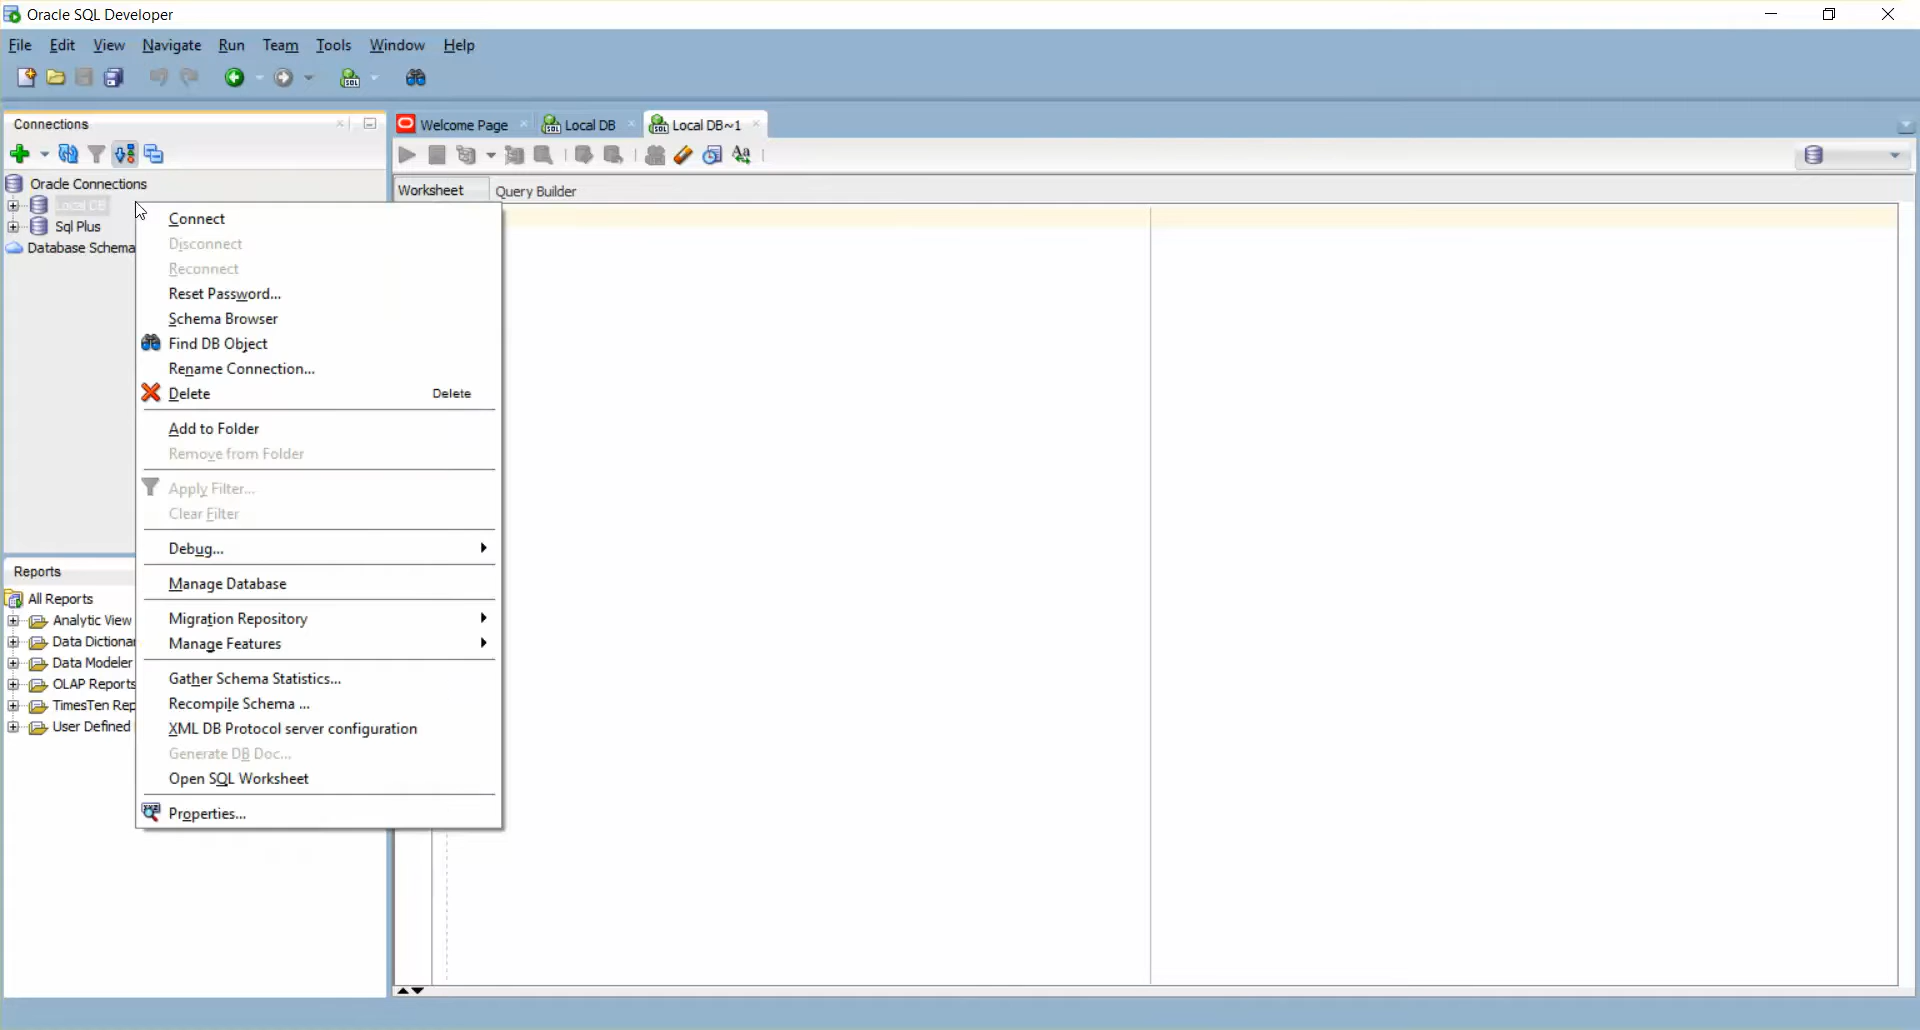 Oracle SQL Developer
File Edit View Navigate Run Team Tools Window Help
Connections
Welcome Page
Local DB
Local DB~1
Worksheet
Query Builder
Oracle Connections
Local DB
Sql Plus
Database Schema
Connect
Disconnect
Reconnect
Reset Password...
Schema Browser
Find DB Object
Rename Connection...
Delete Delete
Add to Folder
Remove from Folder
Apply Filter...
Clear Filter
Debug...
Manage Database
Migration Repository
Manage Features
Gather Schema Statistics...
Recompile Schema ...
XML DB Protocol server configuration
Generate DB Doc...
Open SQL Worksheet
Properties...
Reports
All Reports
Analytic View
Data Dictionar
Data Modeler
OLAP Reports
TimesTen Rep
User Defined